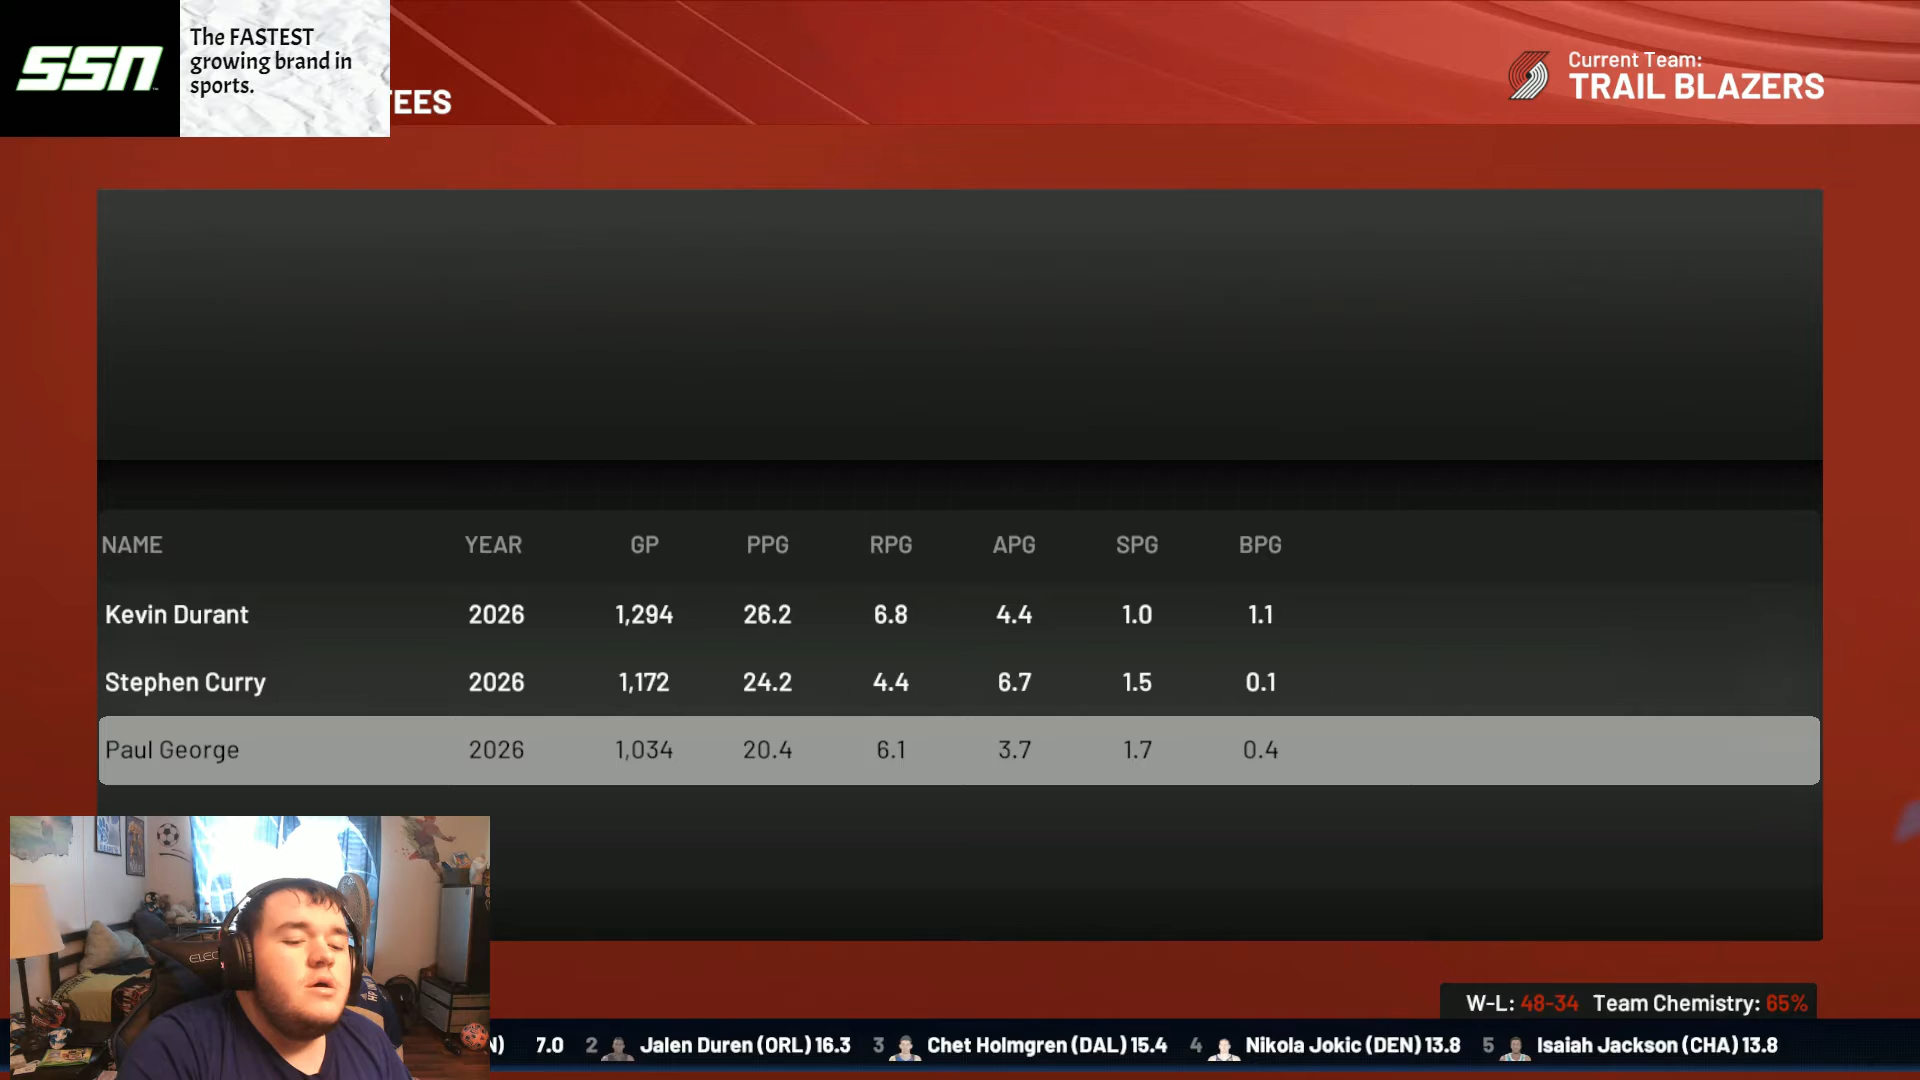 SSN
The FASTEST
growing brand in
sports.
TEES
Current Team:
TRAIL BLAZERS
NAME YEAR GP PPG RPG APG SPG BPG
Kevin Durant 2026 1,294 26.2 6.8 4.4 1.0 1.1
Stephen Curry 2026 1,172 24.2 4.4 6.7 1.5 0.1
Paul George 2026 1,034 20.4 6.1 3.7 1.7 0.4
ELEC
W-L: 48-34 Team Chemistry: 65%
N) 7.0 2 Jalen Duren (ORL) 16.3 3 Chet Holmgren (DAL) 15.4 4 Nikola Jokic (DEN) 13.8 5 Isaiah Jackson (CHA) 13.8